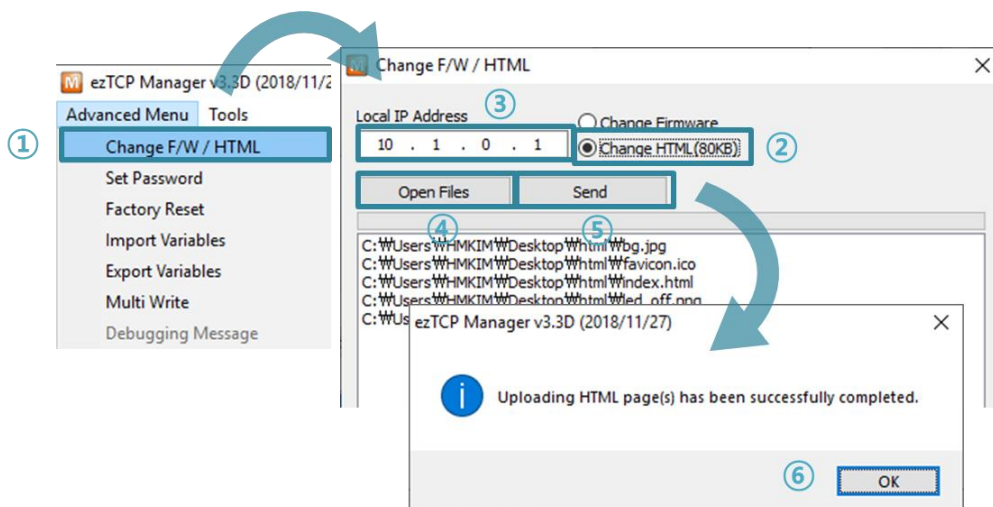 ezTCP Manager v3.3D (2018/11/2
Advanced Menu Tools
①
Change F/W / HTML
Set Password
Factory Reset
Import Variables
Export Variables
Multi Write
Debugging Message
Change F/W / HTML
Local IP Address
③
Change Firmware
10 . 1 . 0 . 1
Change HTML(80KB)
②
Open Files
Send
④
⑤
C:₩Users₩HMKIM₩Desktop₩html₩bg.jpg
C:₩Users₩HMKIM₩Desktop₩html₩favicon.ico
C:₩Users₩HMKIM₩Desktop₩html₩index.html
C:₩Users₩HMKIM₩Desktop₩html₩led_off.png
C:₩Us
ezTCP Manager v3.3D (2018/11/27)
Uploading HTML page(s) has been successfully completed.
⑥
OK